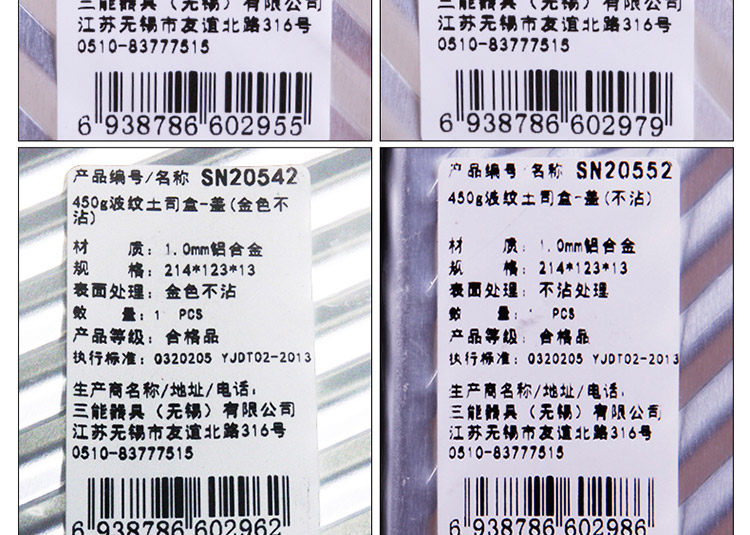 三能器具（无锡）有限公司
江苏无锡市友谊北路316号
0510-83777515
6 938786 602955
三能器具（无锡）有限公司
江苏无锡市友谊北路316号
0510-83777515
6 938786 602979
产品编号/名称 SN20542
450g波纹土司盒-盖(金色不
沾)
材 质: 1.0mm铝合金
规 格: 214*123*13
表面处理: 金色不沾
数 量: 1 PCS
产品等级: 合格品
执行标准: Q320205 YJDT02-2013
生产商名称/地址/电话:
三能器具（无锡）有限公司
江苏无锡市友谊北路316号
0510-83777515
6 938786 602962
产品编号 名称 SN20552
450g波纹土司盒-盖(不沾)
材 质: 1.0mm铝合金
规 格: 214*123*13
表面处理: 不沾处理
数 量: 1 PCS
产品等级: 合格品
执行标准: Q320205 YJDT02-2013
生产商名称/地址/电话:
三能器具（无锡）有限公司
江苏无锡市友谊北路316号
0510-83777515
6 938786 602986